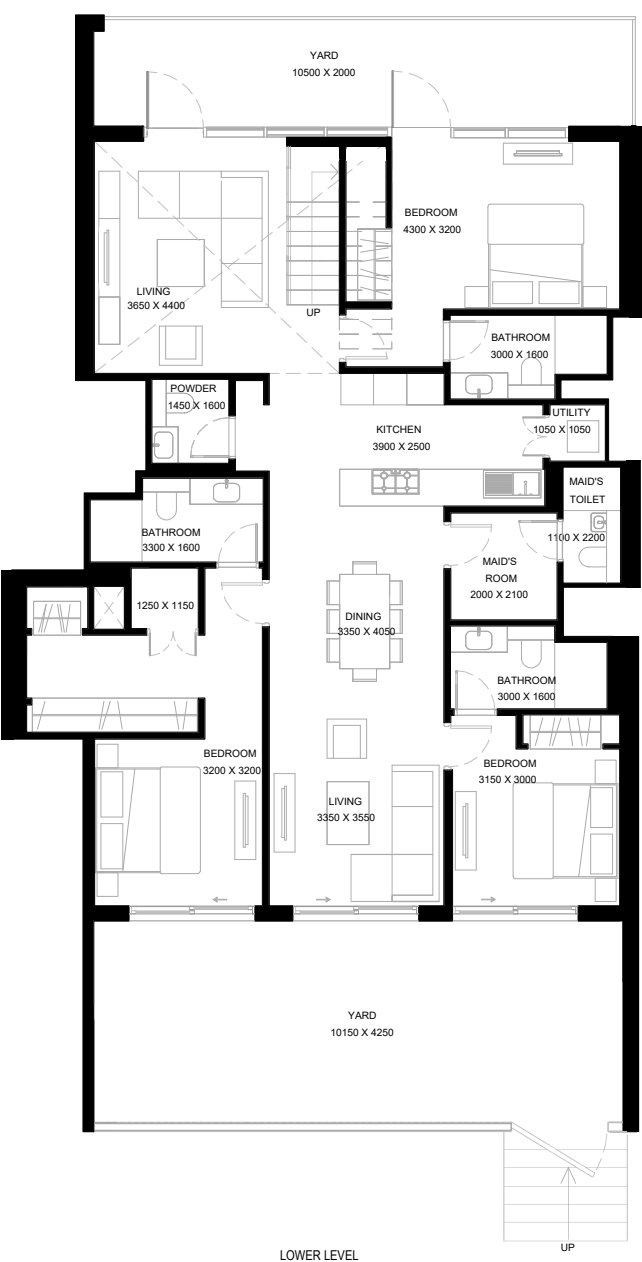 YARD
10500 X 2000
BEDROOM
4300 X 3200
LIVING
3650 X 4400
UP
BATHROOM
3000 X 1600
POWDER
1450 X 1600
KITCHEN
3900 X 2500
UTILITY
1050 X 1050
MAID'S
TOILET
1100 X 2200
BATHROOM
3300 X 1600
MAID'S
ROOM
2000 X 2100
1250 X 1150
DINING
3350 X 4050
BATHROOM
3000 X 1600
BEDROOM
3200 X 3200
BEDROOM
3150 X 3000
LIVING
3350 X 3550
YARD
10150 X 4250
UP
LOWER LEVEL